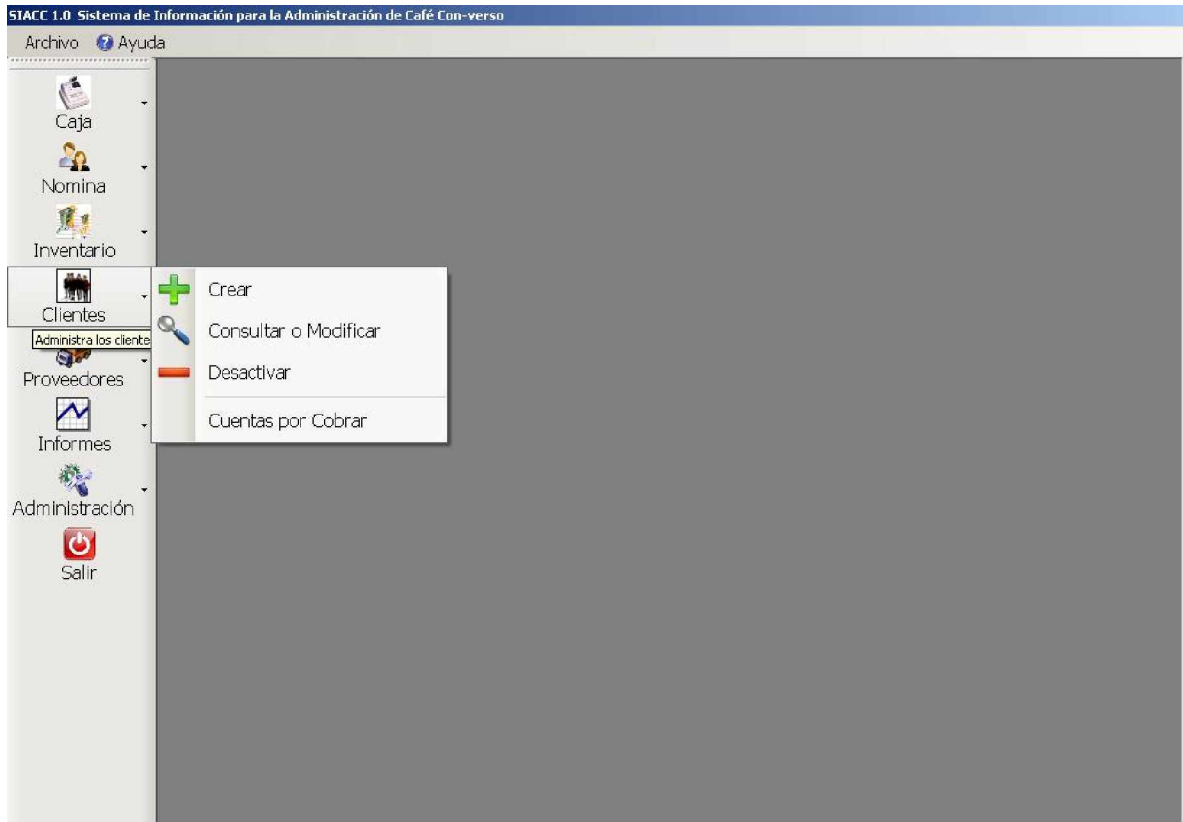 SIACC 1.0 Sistema de Información para la Administración de Café Con-verso
Archivo Ayuda
Caja
Nomina
Inventario
Clientes
Administra los cliente
Proveedores
Informes
Administración
Salir
Crear
Consultar o Modificar
Desactivar
Cuentas por Cobrar